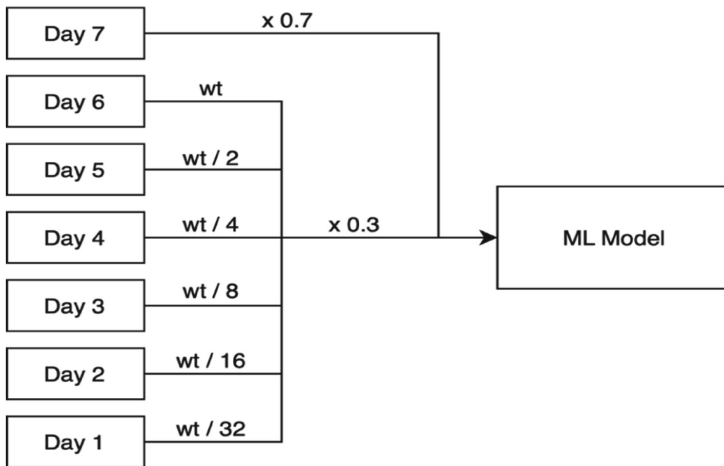 Day 7
x 0.7
Day 6
wt
Day 5
wt / 2
Day 4
wt / 4
x 0.3
ML Model
Day 3
wt / 8
Day 2
wt / 16
Day 1
wt / 32